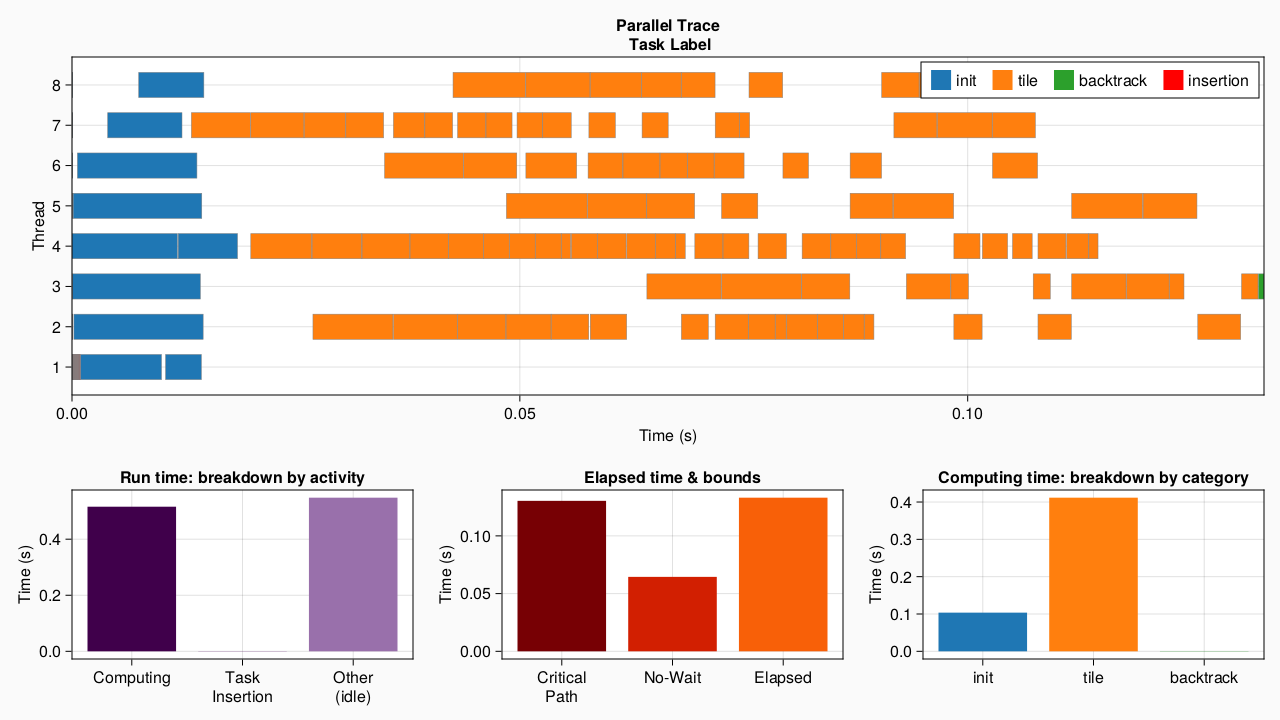 Parallel Trace
Task Label
Thread
8
7
6
5
4
3
2
1
init
tile
backtrack
insertion
0.00
0.05
0.10
Time (s)
Run time: breakdown by activity
Time (s)
0.4
0.2
0.0
Computing
Task
Insertion
Other
(idle)
Elapsed time & bounds
Time (s)
0.10
0.05
0.00
Critical
Path
No-Wait
Elapsed
Computing time: breakdown by category
Time (s)
0.4
0.3
0.2
0.1
0.0
init
tile
backtrack